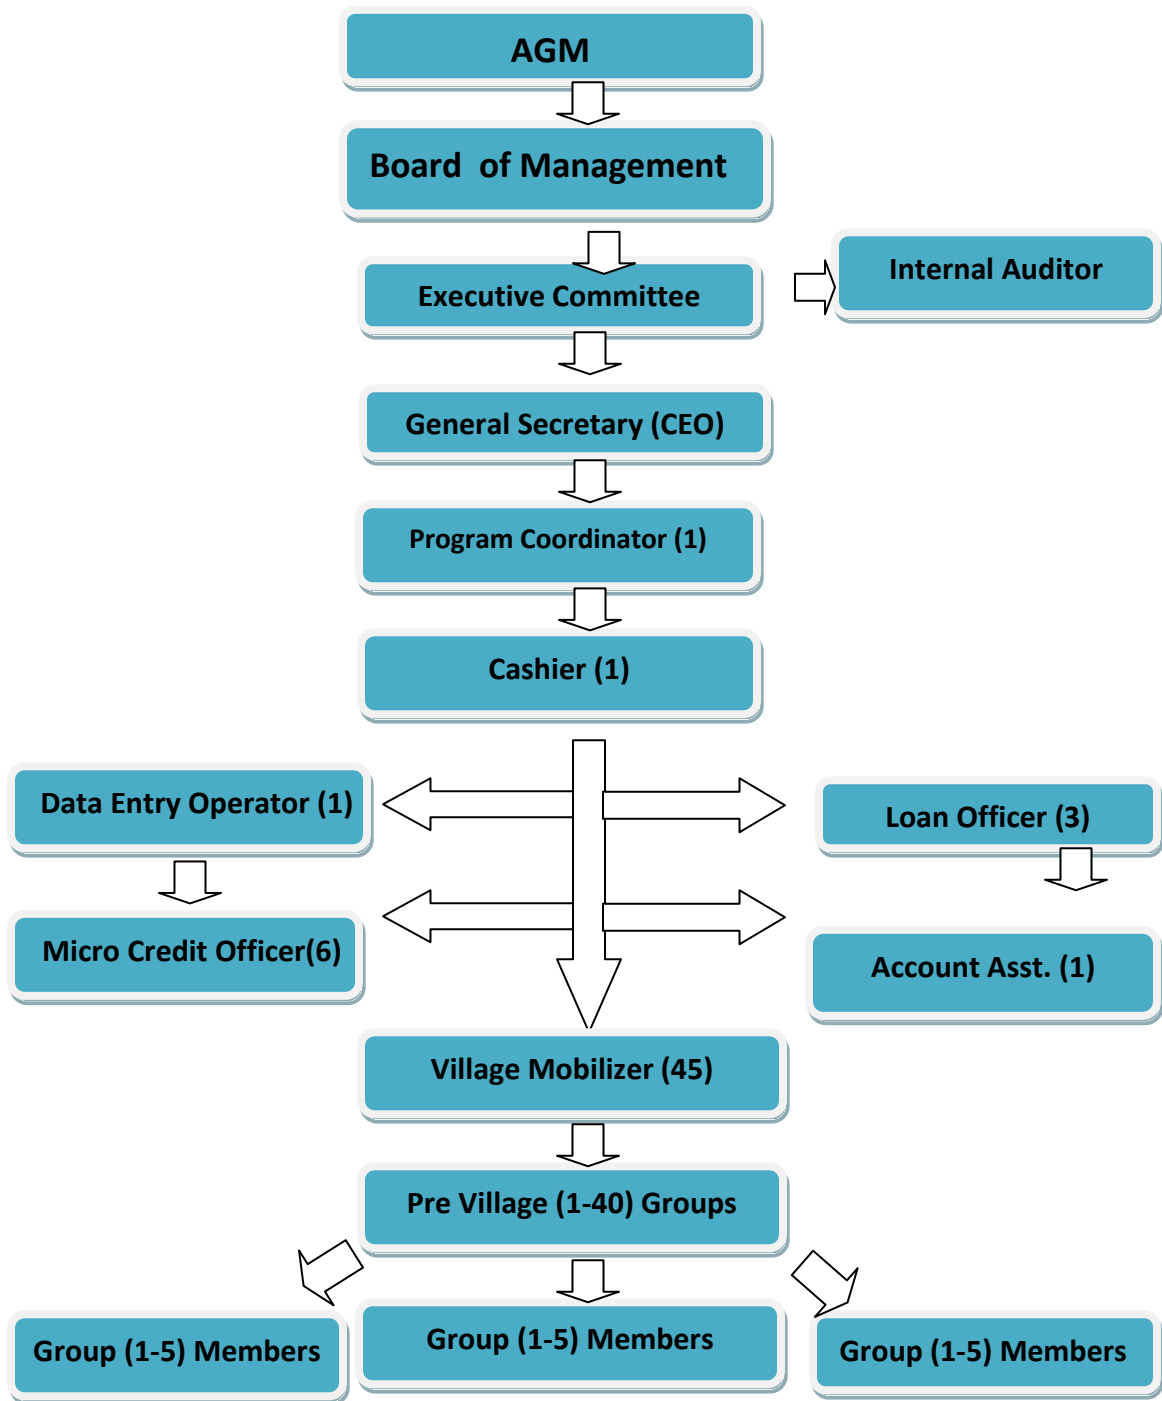 AGM
Board  of Management
Executive Committee
Internal Auditor
General Secretary (CEO)
Program Coordinator (1)
Cashier (1)
Data Entry Operator (1)
Loan Officer (3)
Micro Credit Officer(6)
Account Asst. (1)
Village Mobilizer (45)
Pre Village (1-40) Groups
Group (1-5) Members
Group (1-5) Members
Group (1-5) Members